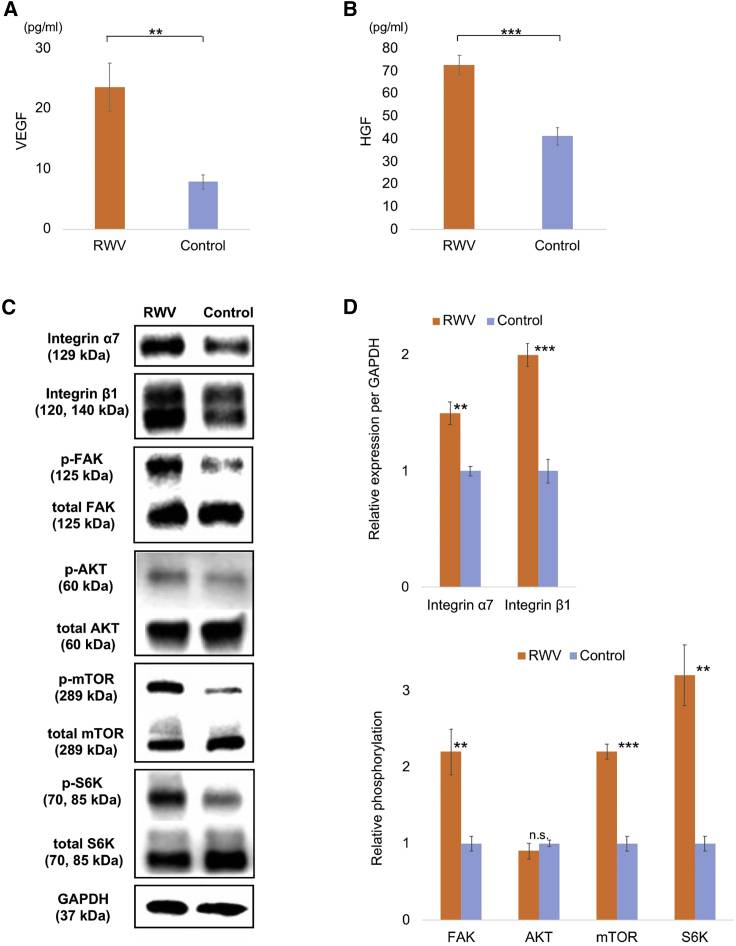 A
(pg/ml)
30
20
10
0
VEGF
**
RWV Control
B
(pg/ml)
80
70
60
50
40
30
20
10
0
HGF
***
RWV Control
C
RWV Control
Integrin α7
(129 kDa)
Integrin β1
(120, 140 kDa)
p-FAK
(125 kDa)
total FAK
(125 kDa)
p-AKT
(60 kDa)
total AKT
(60 kDa)
p-mTOR
(289 kDa)
total mTOR
(289 kDa)
p-S6K
(70, 85 kDa)
total S6K
(70, 85 kDa)
GAPDH
(37 kDa)
D
RWV Control
Relative expression per GAPDH
2
1
0
**
***
Integrin α7 Integrin β1
RWV Control
Relative phosphorylation
3
2
1
0
**
n.s.
***
**
FAK AKT mTOR S6K